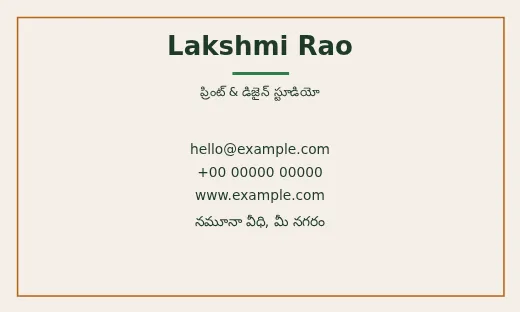 Lakshmi Rao
ప్రింట్ & డిజైన్ స్టూడియో
hello@example.com
+00 00000 00000
www.example.com
నమూనా వీధి, మీ నగరం